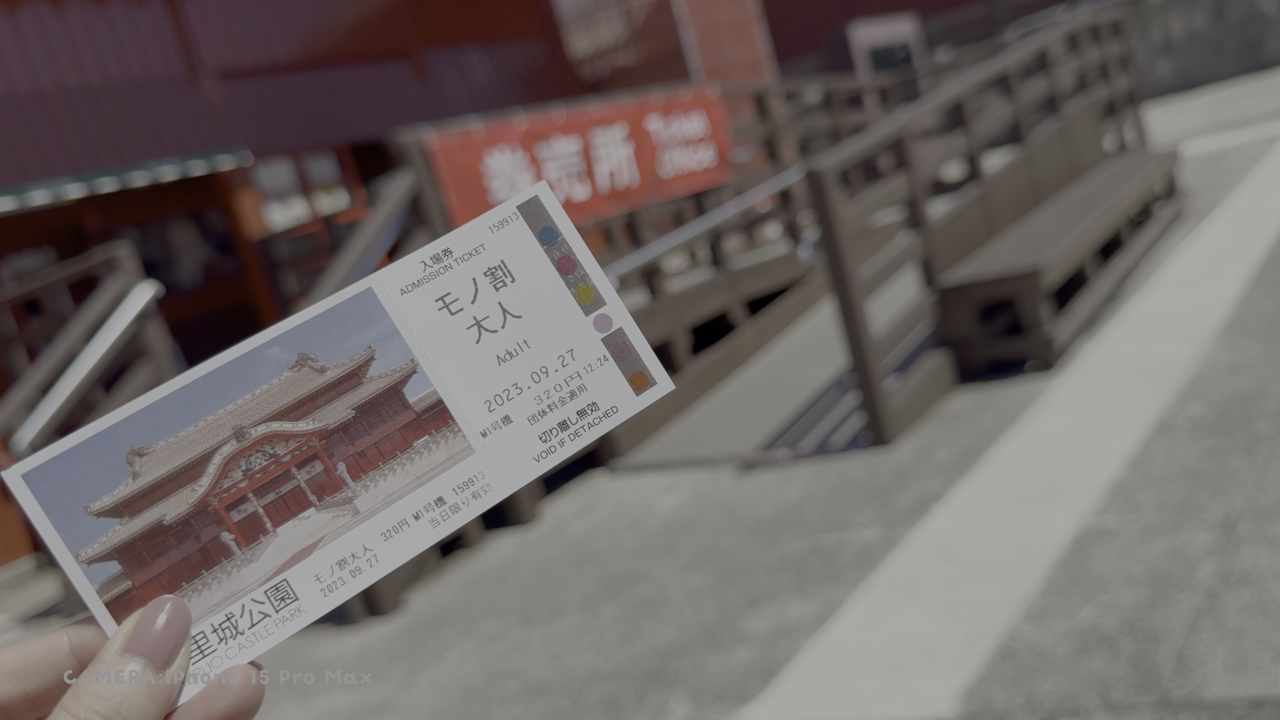 券売所
Ticket
Office
159913
入場券
ADMISSION TICKET
モノ割
大人
Adult
2023.09.27
M1号機 320円 12:24
団体料金適用
切り離し無効
VOID IF DETACHED
モノ割大人 320円 M1号機 159913
2023.09.27 当日限り有効
里城公園
CASTLE PARK
CAMERA:iPhone 15 Pro Max